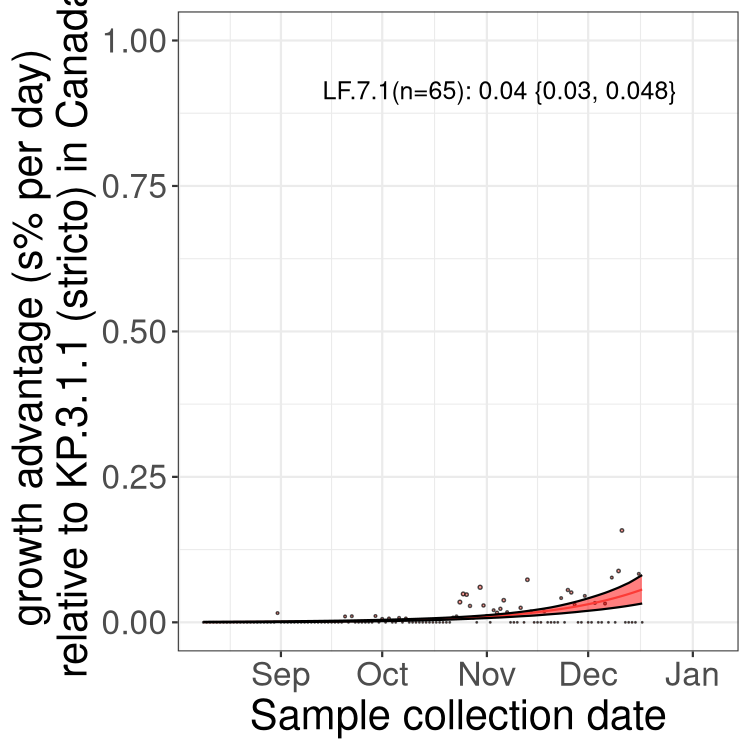 growth advantage (s% per day)
relative to KP.3.1.1 (stricto) in Canada
1.00
0.75
0.50
0.25
0.00
LF.7.1(n=65): 0.04 {0.03, 0.048}
Sep Oct Nov Dec Jan
Sample collection date